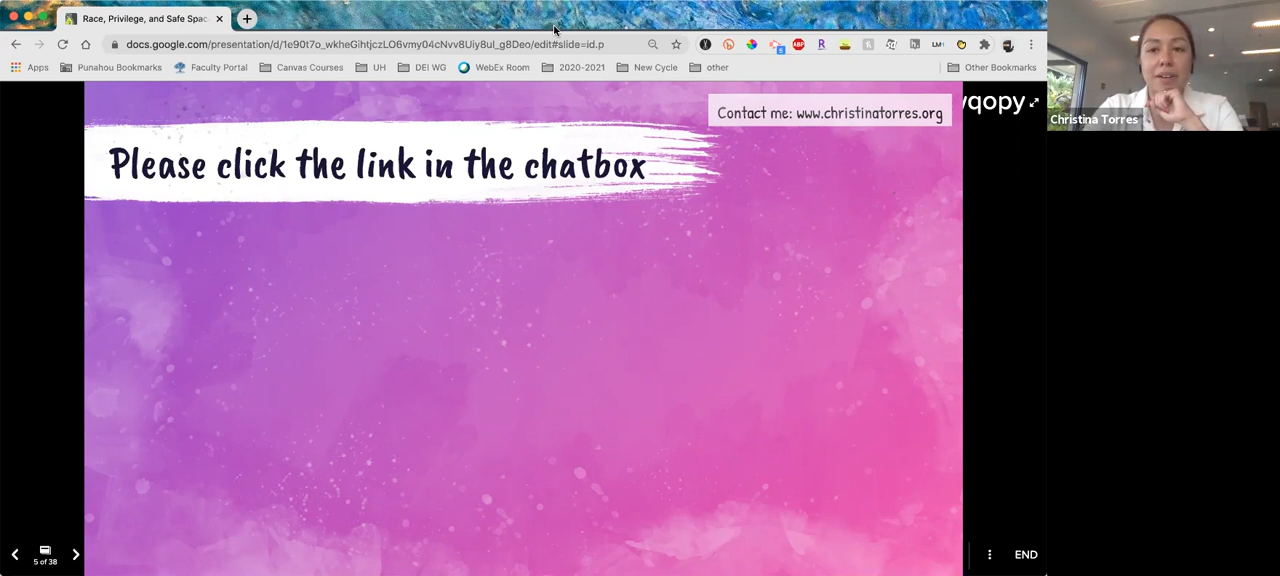 Race, Privilege, and Safe Spac
docs.google.com/presentation/d/1e90t7o_wkheGihtjczLO6vmy04cNvv8Uiy8ul_g8Deo/edit#slide=id.p
Apps
Punahou Bookmarks
Faculty Portal
Canvas Courses
UH
DEI WG
WebEx Room
2020-2021
New Cycle
other
Other Bookmarks
Contact me: www.christinatorres.org
qopy
Christina Torres
Please click the link in the chatbox
5 of 38
END